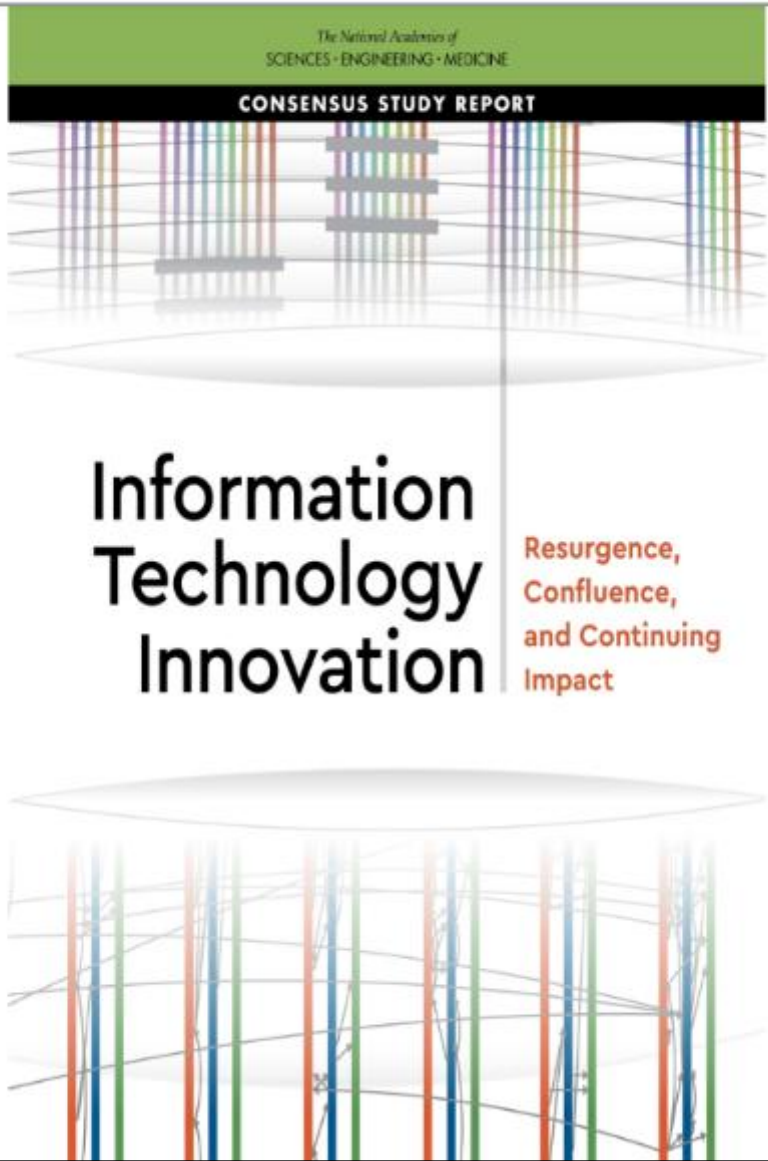 The National Academies of
SCIENCES · ENGINEERING · MEDICINE
CONSENSUS STUDY REPORT
Information
Technology
Innovation
Resurgence,
Confluence,
and Continuing
Impact